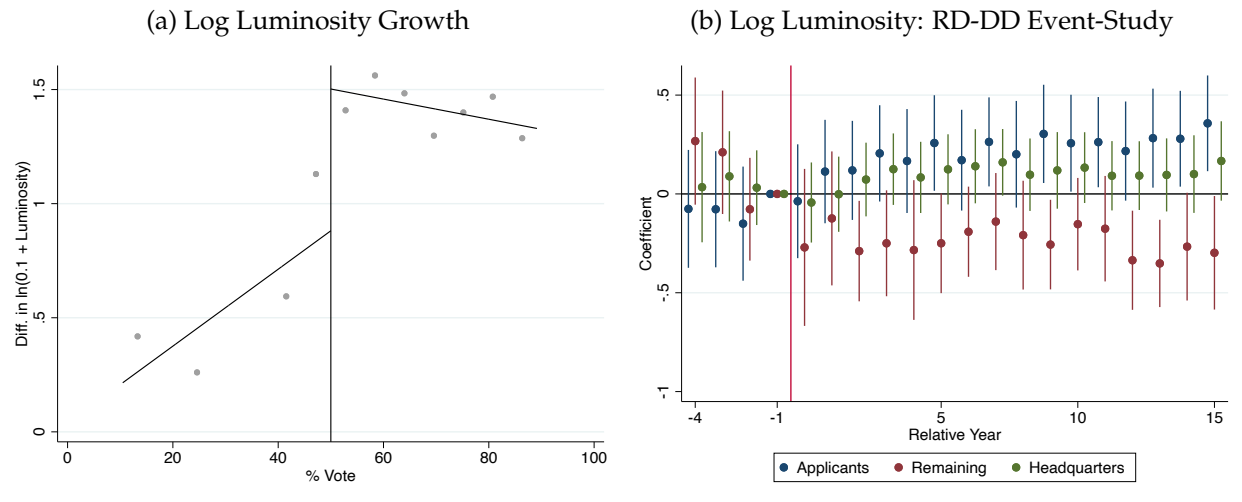 (a) Log Luminosity Growth
Diff. in ln(0.1 + Luminosity)
1.5
1
.5
0
0 20 40 60 80 100
% Vote
(b) Log Luminosity: RD-DD Event-Study
Coefficient
.5
0
-.5
-1
-4 -1 5 10 15
Relative Year
Applicants Remaining Headquarters